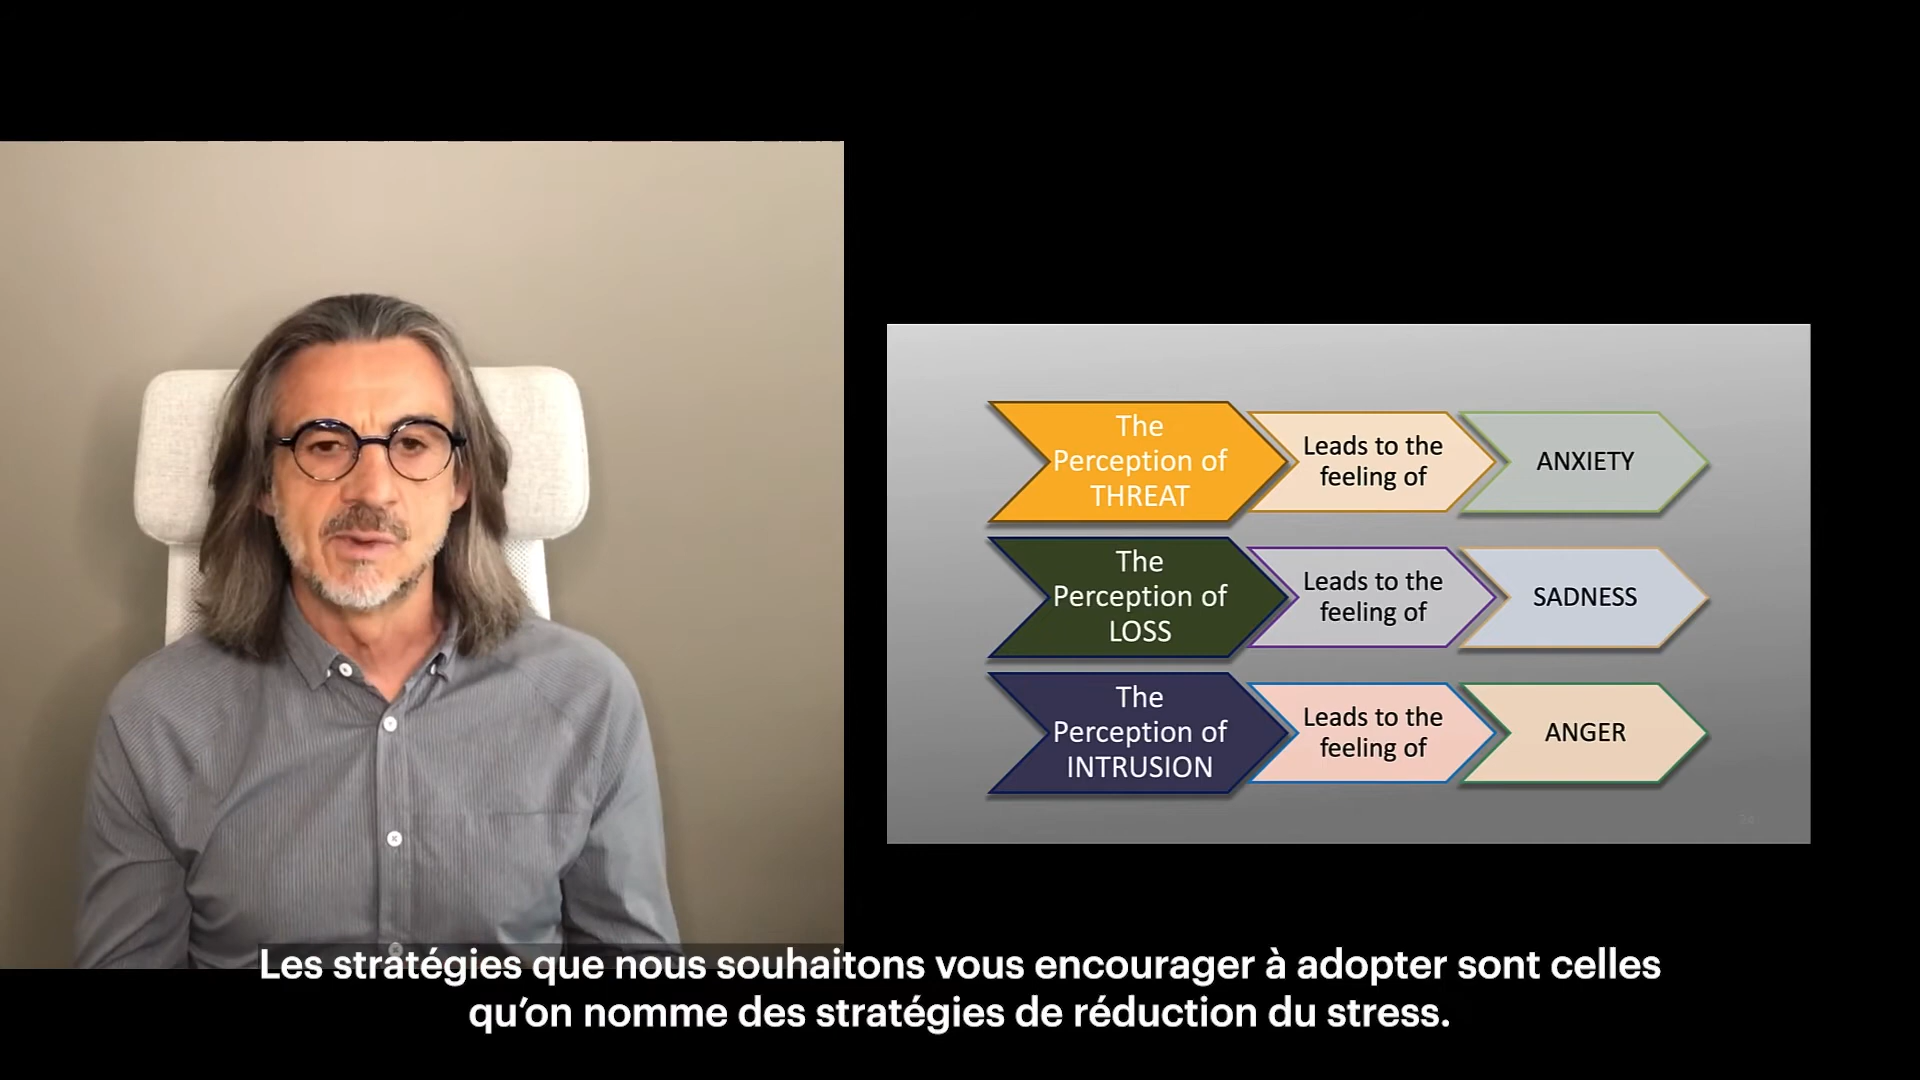 The
Perception of
THREAT
Leads to the
feeling of
ANXIETY
The
Perception of
LOSS
Leads to the
feeling of
SADNESS
The
Perception of
INTRUSION
Leads to the
feeling of
ANGER
24
Les stratégies que nous souhaitons vous encourager à adopter sont celles
qu’on nomme des stratégies de réduction du stress.